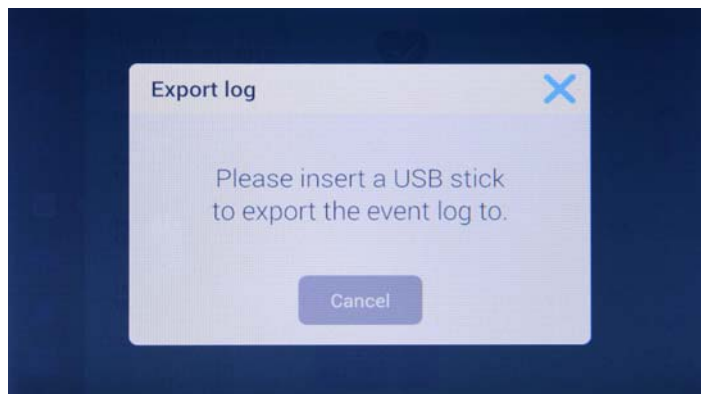 Export log
Please insert a USB stick
to export the event log to.
Cancel